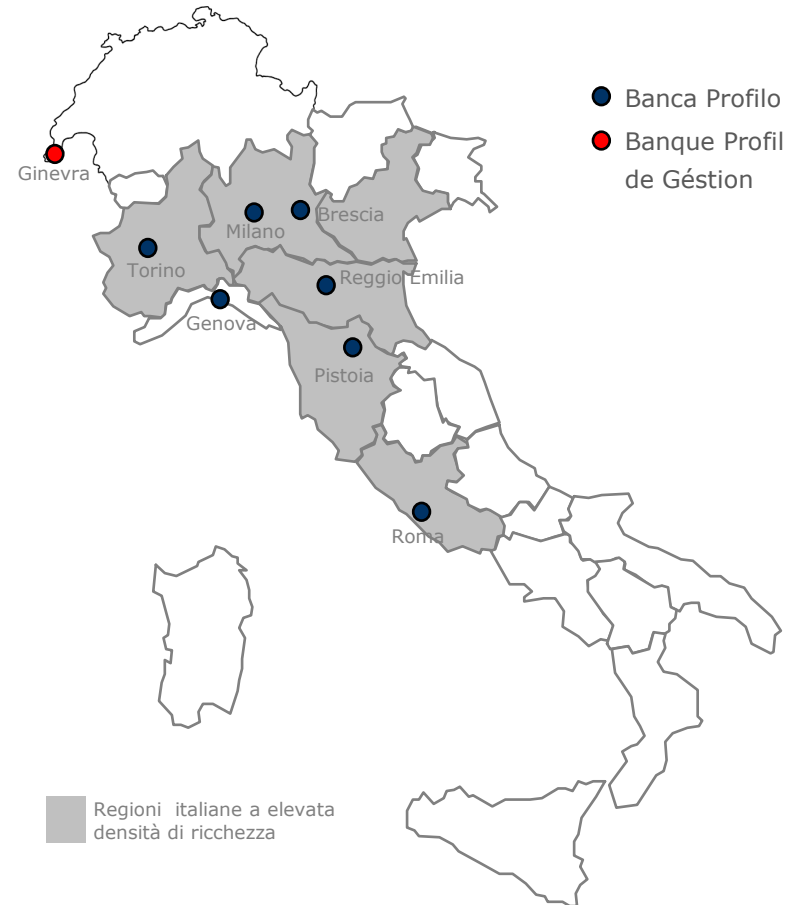 Banca Profilo
Banque Profil
de Géstion
Ginevra
Brescia
Milano
Torino
Reggio Emilia
Genova
Pistoia
Roma
Regioni italiane a elevata
densità di ricchezza